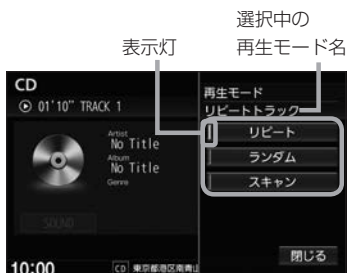 選択中の
表示灯 再生モード名
CD
01'10" TRACK 1
Artist
No Title
Album
No Title
Genre
SOUND
10:00
CD 東京都港区南青山
再生モード
リピートトラック
リピート
ランダム
スキャン
閉じる